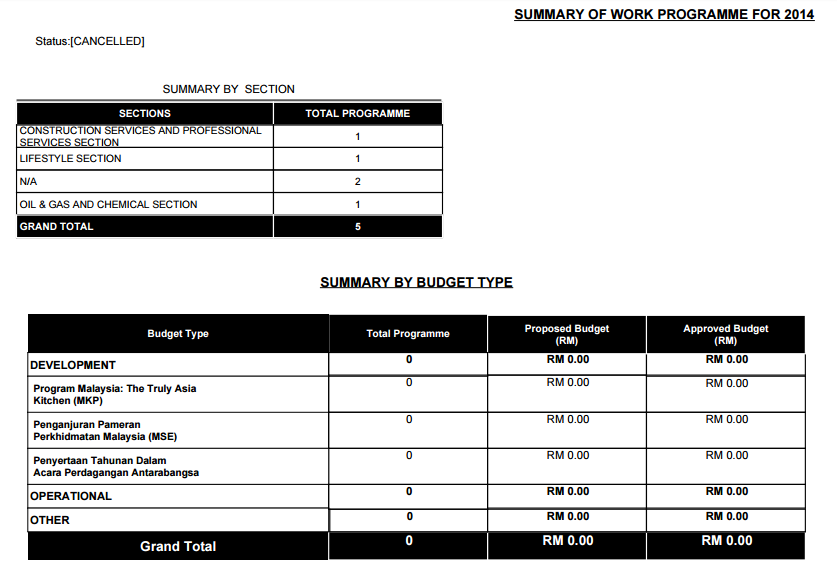 SUMMARY OF WORK PROGRAMME FOR 2014
Status:[CANCELLED]
SUMMARY BY SECTION
SECTIONS TOTAL PROGRAMME
CONSTRUCTION SERVICES AND PROFESSIONAL
SERVICES SECTION 1
LIFESTYLE SECTION 1
N/A 2
OIL & GAS AND CHEMICAL SECTION 1
GRAND TOTAL 5
SUMMARY BY BUDGET TYPE
Budget Type Total Programme Proposed Budget (RM) Approved Budget (RM)
DEVELOPMENT 0 RM 0.00 RM 0.00
Program Malaysia: The Truly Asia
Kitchen (MKP) 0 RM 0.00 RM 0.00
Penganjuran Pameran
Perkhidmatan Malaysia (MSE) 0 RM 0.00 RM 0.00
Penyertaan Tahunan Dalam
Acara Perdagangan Antarabangsa 0 RM 0.00 RM 0.00
OPERATIONAL 0 RM 0.00 RM 0.00
OTHER 0 RM 0.00 RM 0.00
Grand Total 0 RM 0.00 RM 0.00